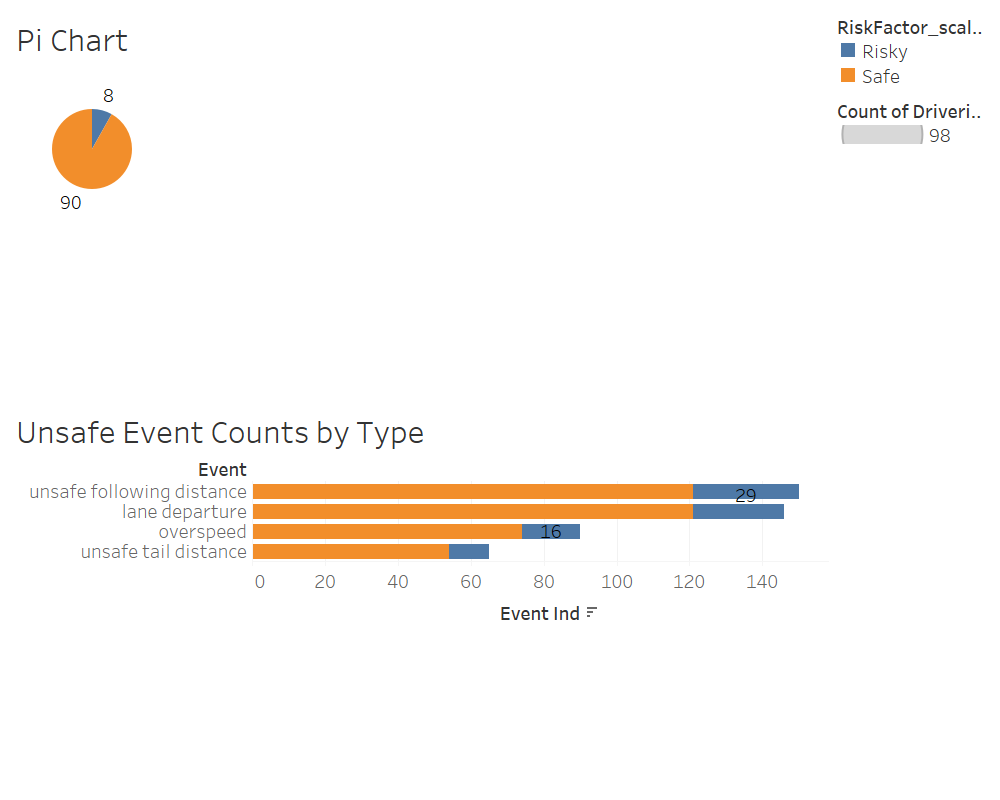 Pi Chart
8
90
RiskFactor_scal..
Risky
Safe
Count of Driveri..
98
Unsafe Event Counts by Type
Event
unsafe following distance
29
lane departure
overspeed
16
unsafe tail distance
0 20 40 60 80 100 120 140
Event Ind